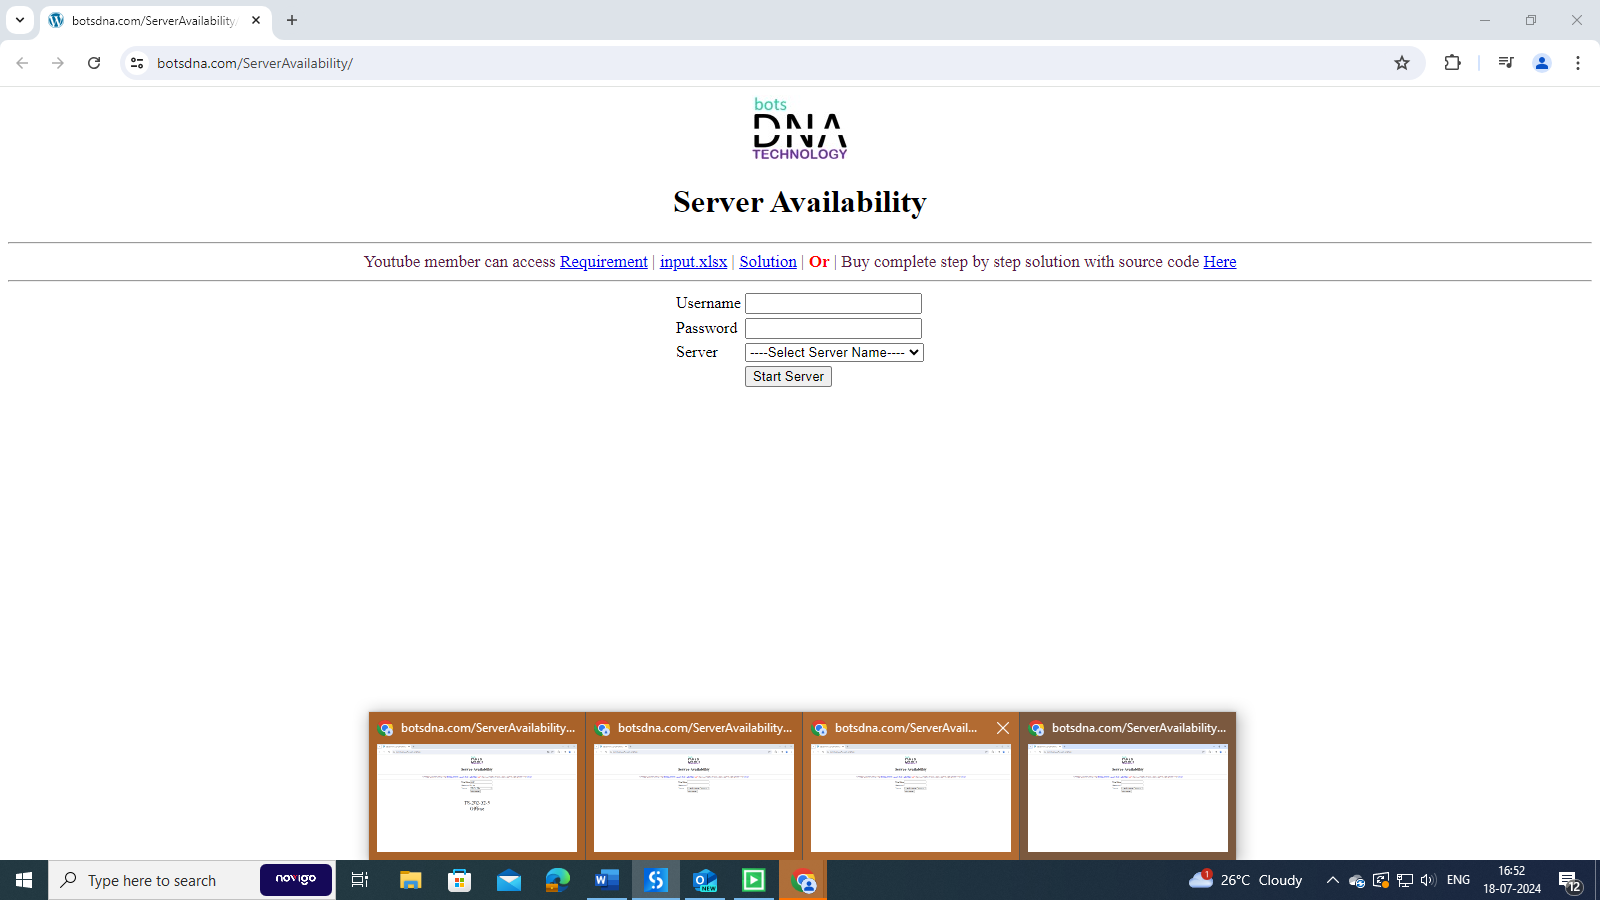 botsdna.com/ServerAvailability
botsdna.com/ServerAvailability/
bots
DNA
TECHNOLOGY
Server Availability
Youtube member can access Requirement | input.xlsx | Solution | Or | Buy complete step by step solution with source code Here
Username
Password
Server ----Select Server Name----
Start Server
botsdna.com/ServerAvailability... botsdna.com/ServerAvailability... botsdna.com/ServerAvail... botsdna.com/ServerAvailability...
Type here to search novigo
W NEW 1 26°C Cloudy ENG 16:52
18-07-2024 12